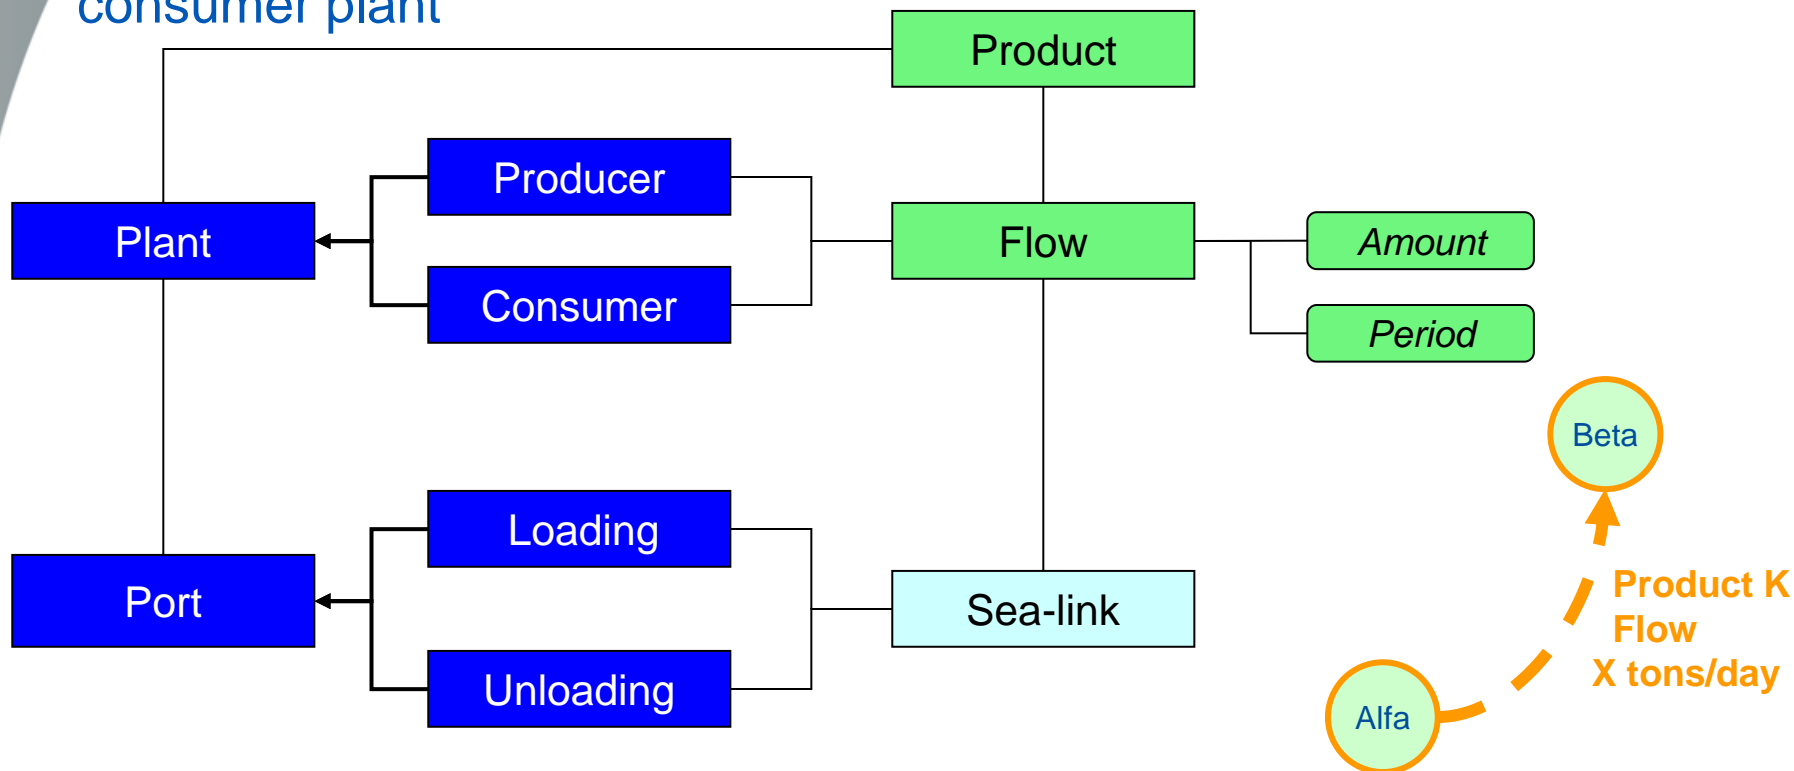 consumer plant
Product
Producer
Plant
Flow
Amount
Consumer
Period
Beta
Loading
Port
Sea-link
Product K
Flow
X tons/day
Unloading
Alfa